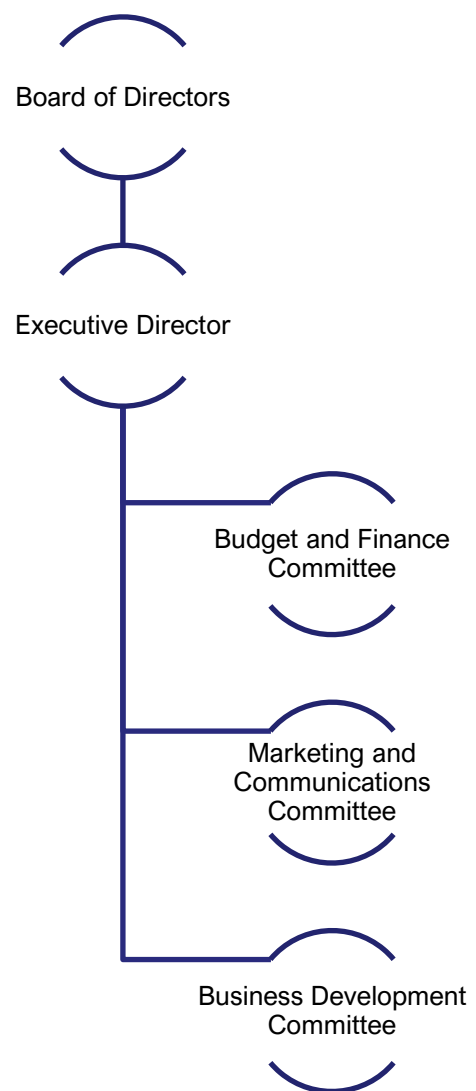 Board of Directors
Executive Director
Budget and Finance
Committee
Marketing and
Communications
Committee
Business Development
Committee